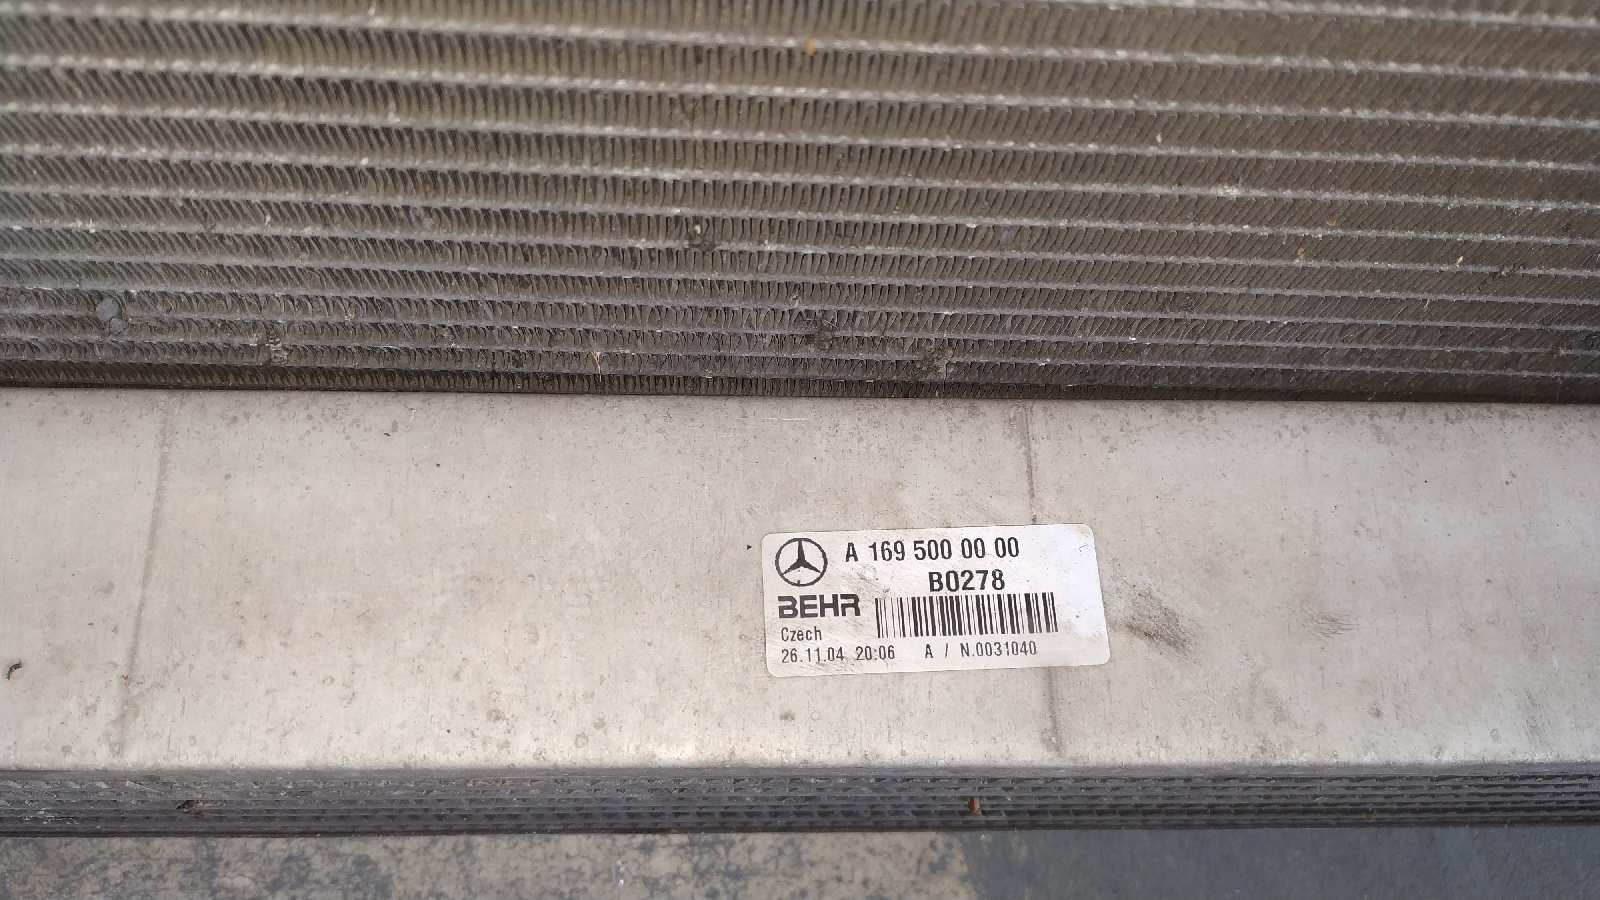 A 169 500 00 00
B0278
BEHR
Czech
26.11.04 20:06 A / N.0031040